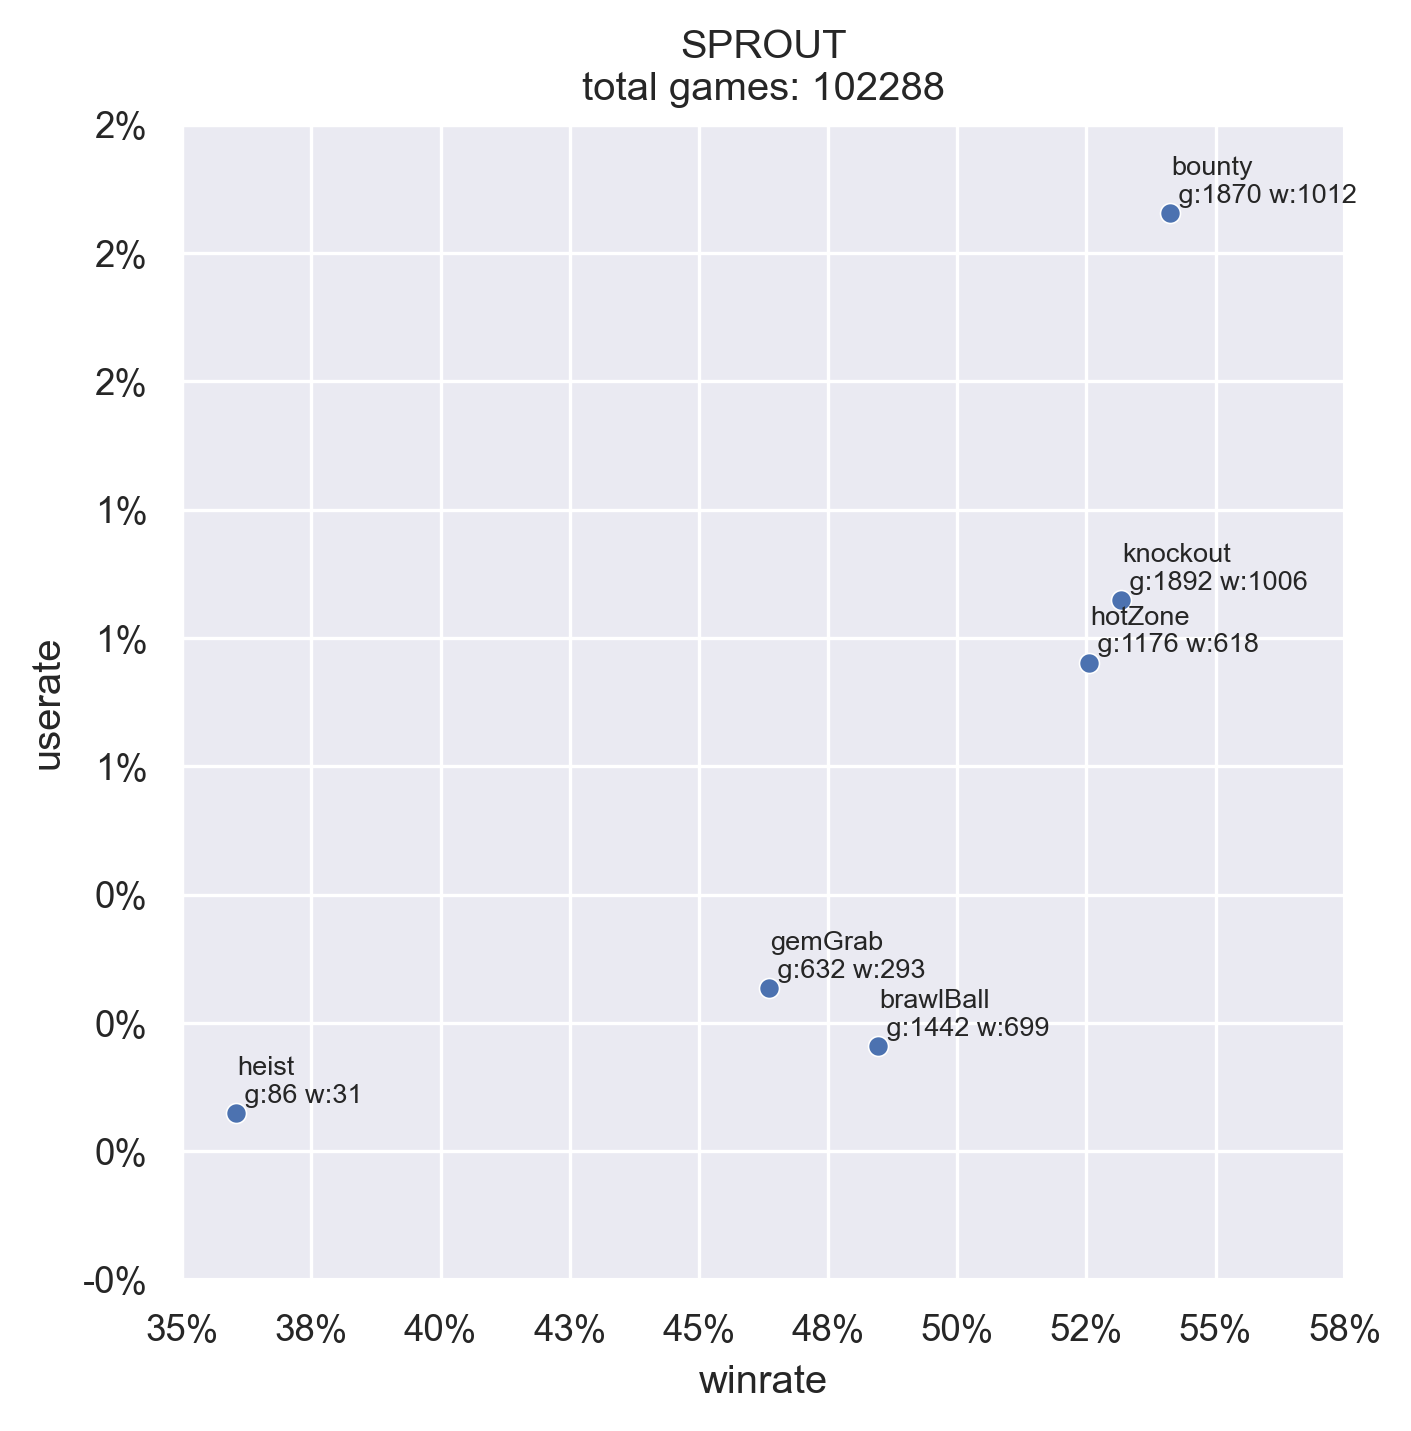 SPROUT
total games: 102288
2%
2%
2%
1%
1%
1%
0%
0%
0%
-0%
userate
bounty
g:1870 w:1012
knockout
g:1892 w:1006
hotZone
g:1176 w:618
gemGrab
g:632 w:293
brawlBall
g:1442 w:699
heist
g:86 w:31
35% 38% 40% 43% 45% 48% 50% 52% 55% 58%
winrate